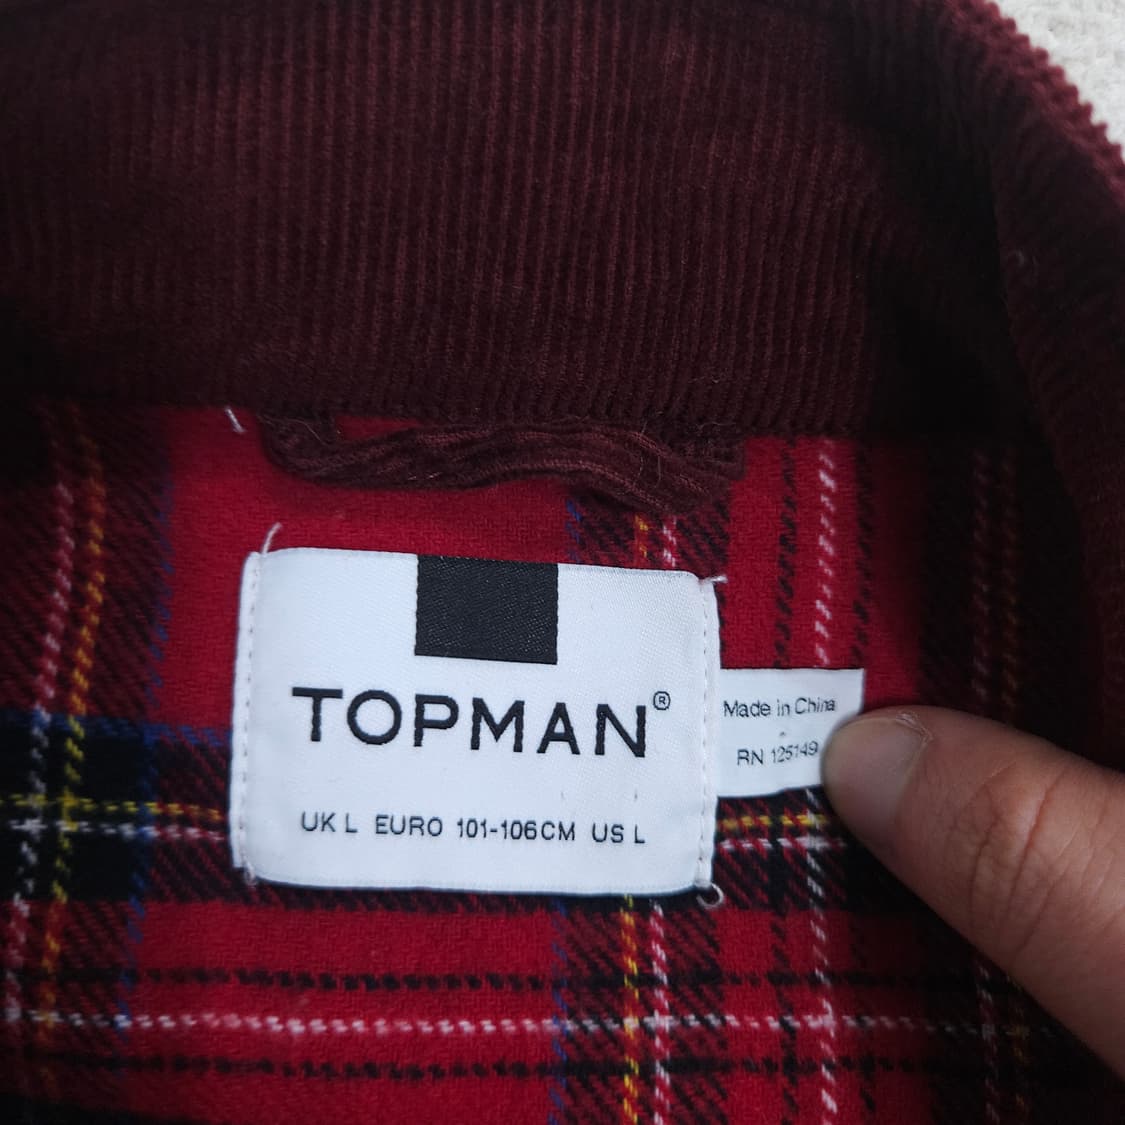 TOPMAN®
UK L EURO 101-106CM US L
Made in China
RN 125149